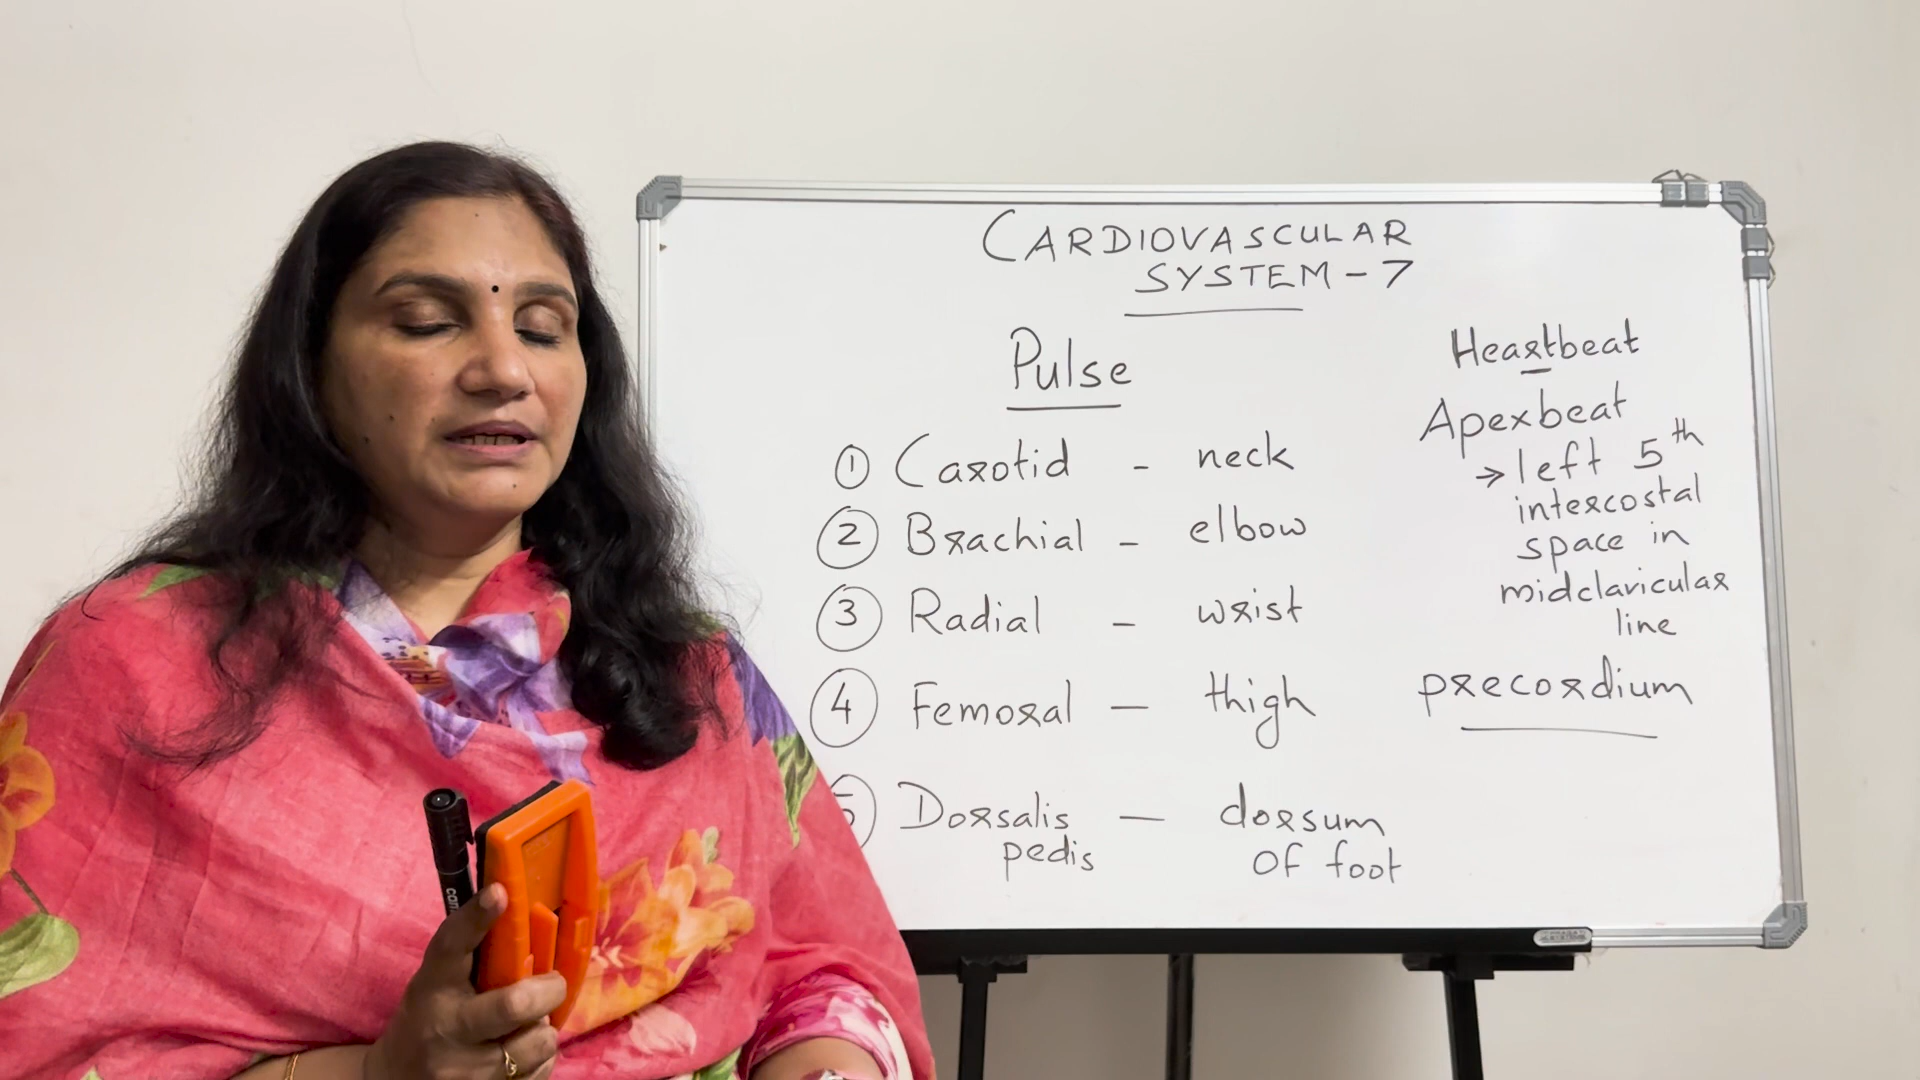 CARDIOVASCULAR
SYSTEM - 7
Pulse
① Carotid - neck
② Brachial - elbow
③ Radial - wrist
④ Femoral - thigh
5 Dorsalis - dorsum
pedis of foot
Heartbeat
Apexbeat
→ left 5th
intercostal
space in
midclavicular
line
precordium